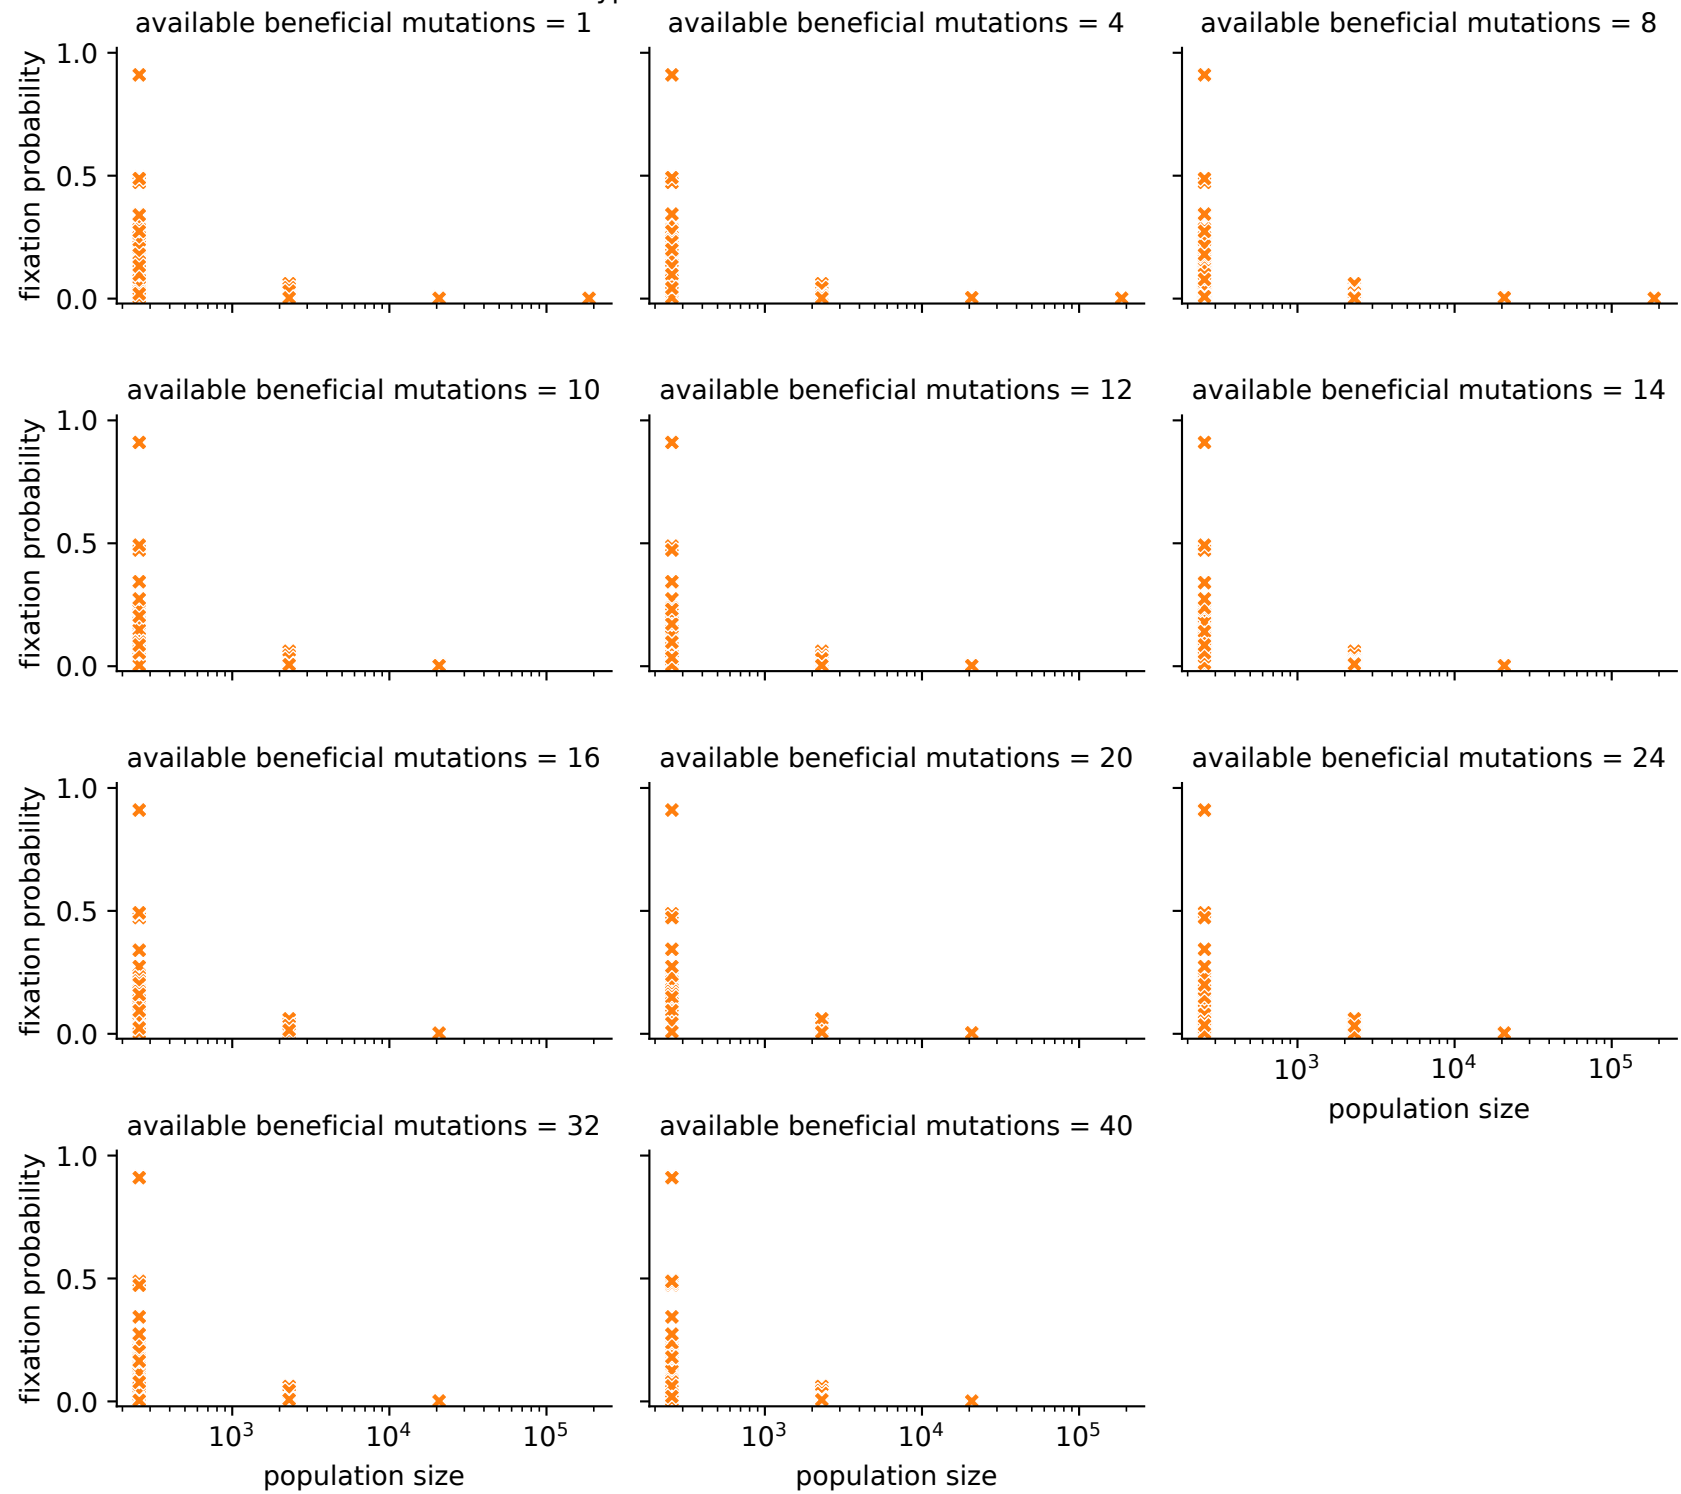 available beneficial mutations = 1
available beneficial mutations = 4
available beneficial mutations = 8
1.0
0.5
0.0
fixation probability
available beneficial mutations = 10
available beneficial mutations = 12
available beneficial mutations = 14
1.0
0.5
0.0
fixation probability
available beneficial mutations = 16
available beneficial mutations = 20
available beneficial mutations = 24
1.0
0.5
0.0
fixation probability
10³ 10⁴ 10⁵
population size
available beneficial mutations = 32
available beneficial mutations = 40
1.0
0.5
0.0
fixation probability
10³ 10⁴ 10⁵
10³ 10⁴ 10⁵
population size
population size